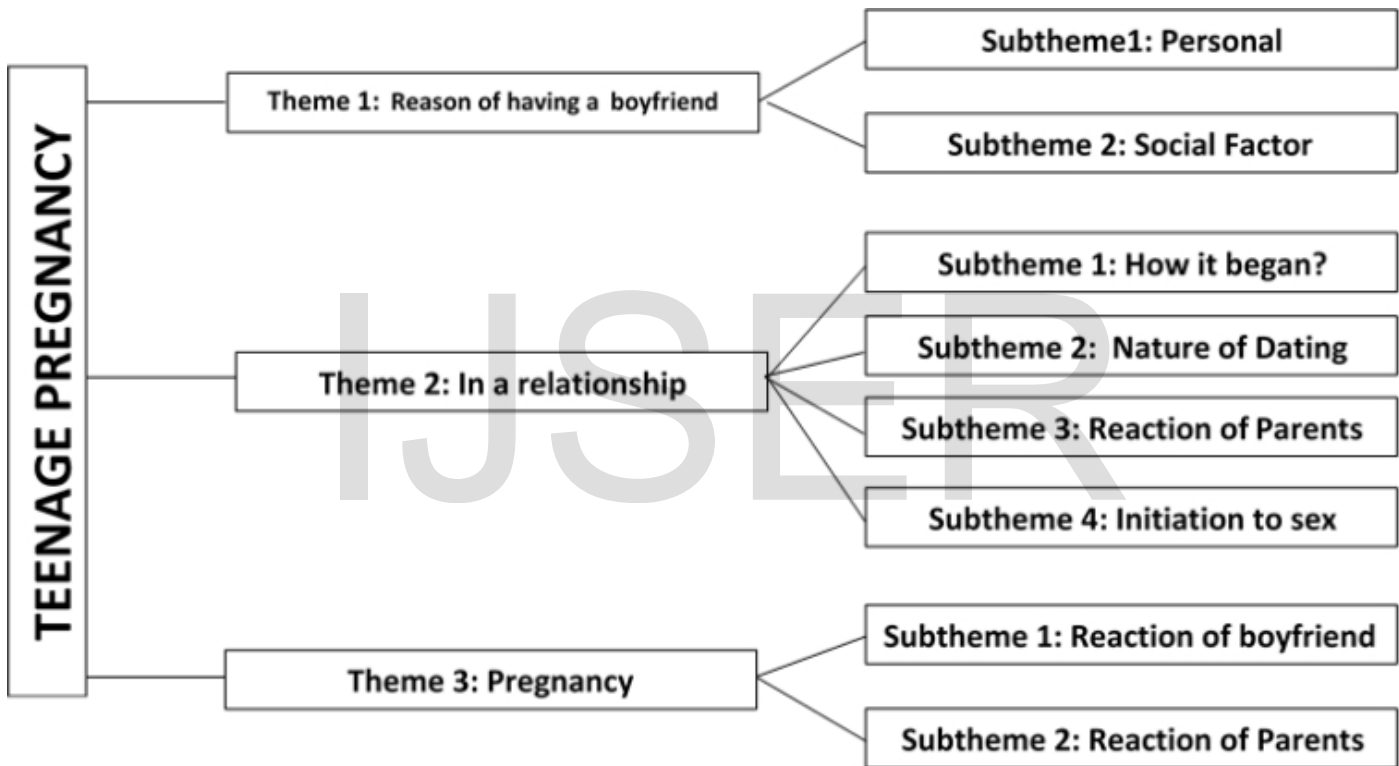 TEENAGE PREGNANCY
Theme 1: Reason of having a boyfriend
Subtheme1: Personal
Subtheme 2: Social Factor
Theme 2: In a relationship
Subtheme 1: How it began?
Subtheme 2: Nature of Dating
Subtheme 3: Reaction of Parents
Subtheme 4: Initiation to sex
Theme 3: Pregnancy
Subtheme 1: Reaction of boyfriend
Subtheme 2: Reaction of Parents
IJSER